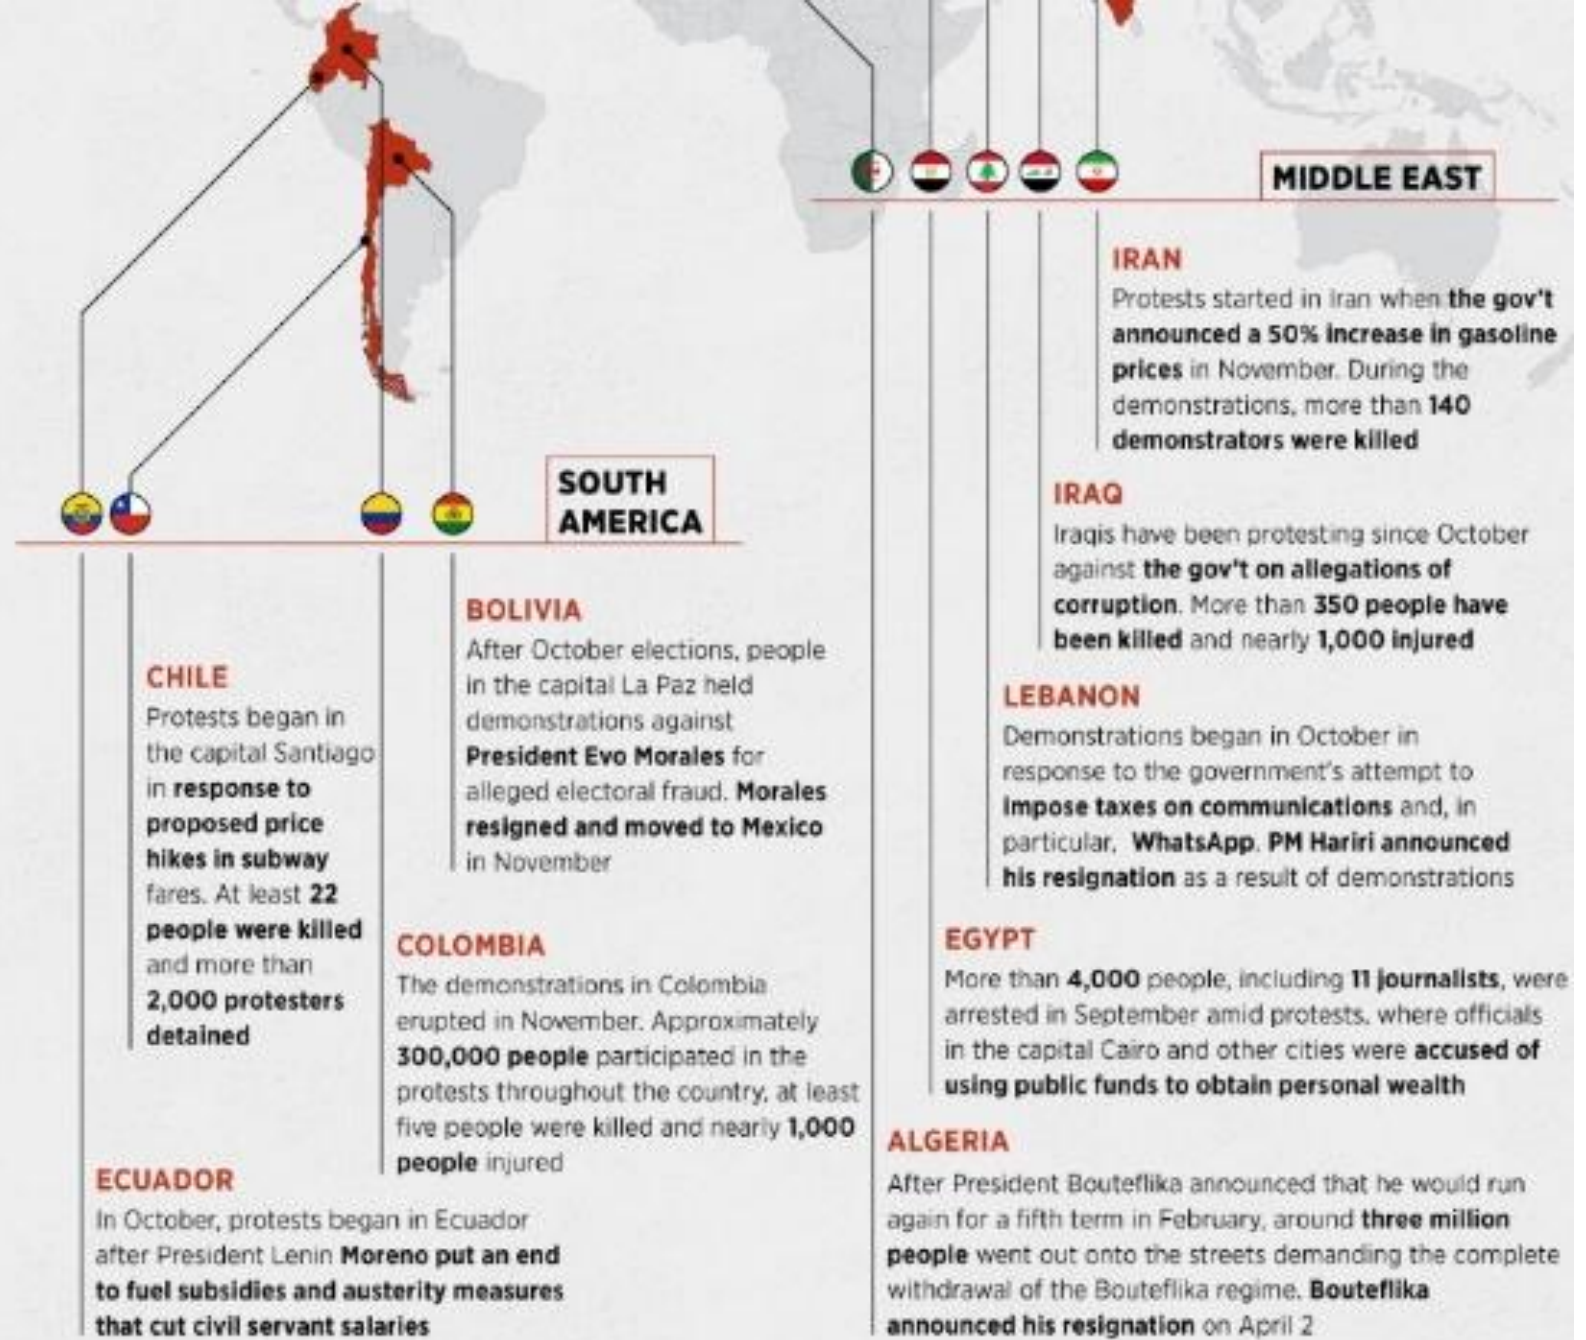 MIDDLE EAST
IRAN
Protests started in Iran when the gov't
announced a 50% increase in gasoline
prices in November. During the
demonstrations, more than 140
demonstrators were killed
IRAQ
Iraqis have been protesting since October
against the gov't on allegations of
corruption. More than 350 people have
been killed and nearly 1,000 injured
LEBANON
Demonstrations began in October in
response to the government's attempt to
impose taxes on communications and, in
particular, WhatsApp. PM Hariri announced
his resignation as a result of demonstrations
EGYPT
More than 4,000 people, including 11 journalists, were
arrested in September amid protests, where officials
in the capital Cairo and other cities were accused of
using public funds to obtain personal wealth
ALGERIA
After President Bouteflika announced that he would run
again for a fifth term in February, around three million
people went out onto the streets demanding the complete
withdrawal of the Bouteflika regime. Bouteflika
announced his resignation on April 2
SOUTH
AMERICA
BOLIVIA
After October elections, people
in the capital La Paz held
demonstrations against
President Evo Morales for
alleged electoral fraud. Morales
resigned and moved to Mexico
in November
CHILE
Protests began in
the capital Santiago
in response to
proposed price
hikes in subway
fares. At least 22
people were killed
and more than
2,000 protesters
detained
COLOMBIA
The demonstrations in Colombia
erupted in November. Approximately
300,000 people participated in the
protests throughout the country, at least
five people were killed and nearly 1,000
people injured
ECUADOR
In October, protests began in Ecuador
after President Lenin Moreno put an end
to fuel subsidies and austerity measures
that cut civil servant salaries